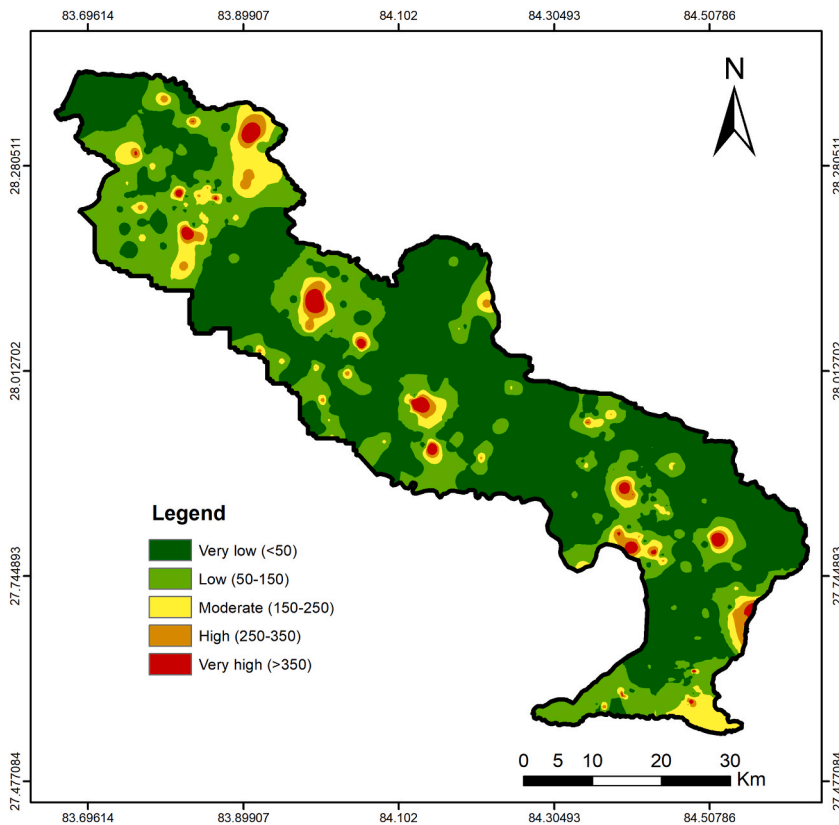 83.69614 83.89907 84.102 84.30493 84.50786
N
28.280511 28.280511
28.012702 28.012702
27.744893 27.744893
27.477084 27.477084
Legend
Very low (<50)
Low (50-150)
Moderate (150-250)
High (250-350)
Very high (>350)
0 5 10 20 30
Km
83.69614 83.89907 84.102 84.30493 84.50786